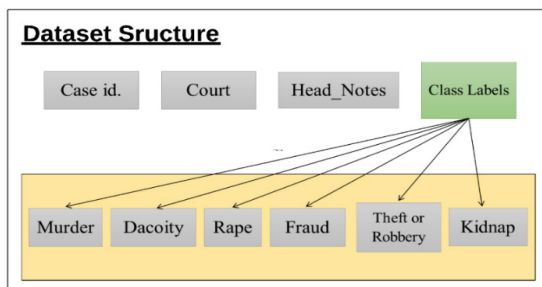 Dataset Sructure
Case id.
Court
Head_Notes
Class Labels
Murder
Dacoity
Rape
Fraud
Theft or
Robbery
Kidnap